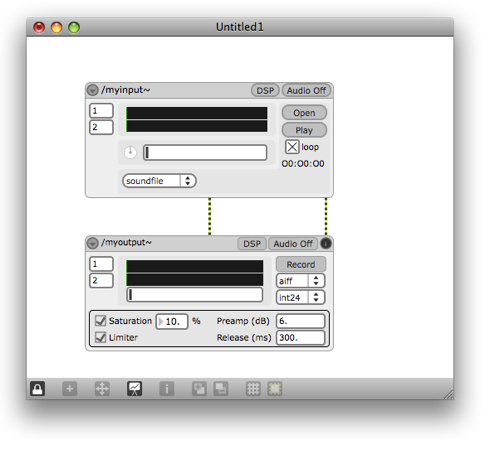 Untitled1
/myinput~ DSP Audio Off
1 Open
2 Play
loop
00:00:00
soundfile
/myoutput~ DSP Audio Off i
1 Record
2 aiff
int24
Saturation 10. % Preamp (dB) 6.
Limiter Release (ms) 300.
i